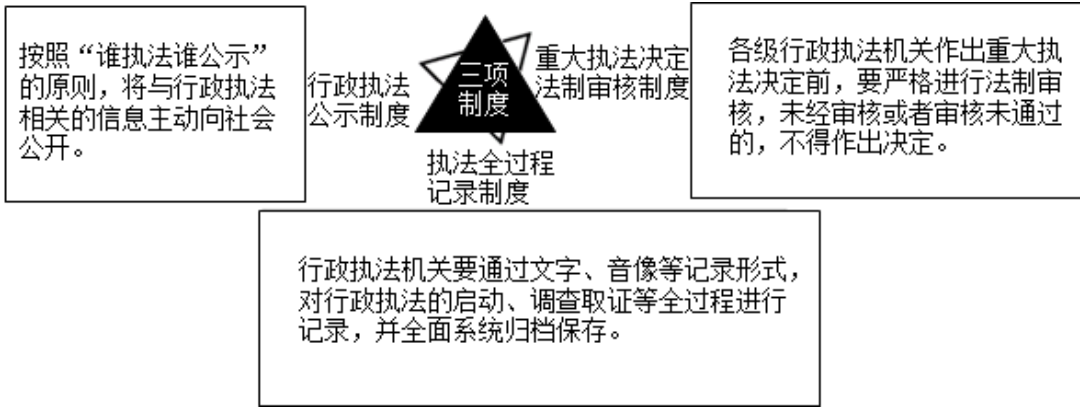 按照“谁执法谁公示”
的原则，将与行政执法
相关的信息主动向社会
公开。
行政执法
公示制度
三项
制度
重大执法决定
法制审核制度
各级行政执法机关作出重大执
法决定前，要严格进行法制审
核，未经审核或者审核未通过
的，不得作出决定。
执法全过程
记录制度
行政执法机关要通过文字、音像等记录形式，
对行政执法的启动、调查取证等全过程进行
记录，并全面系统归档保存。